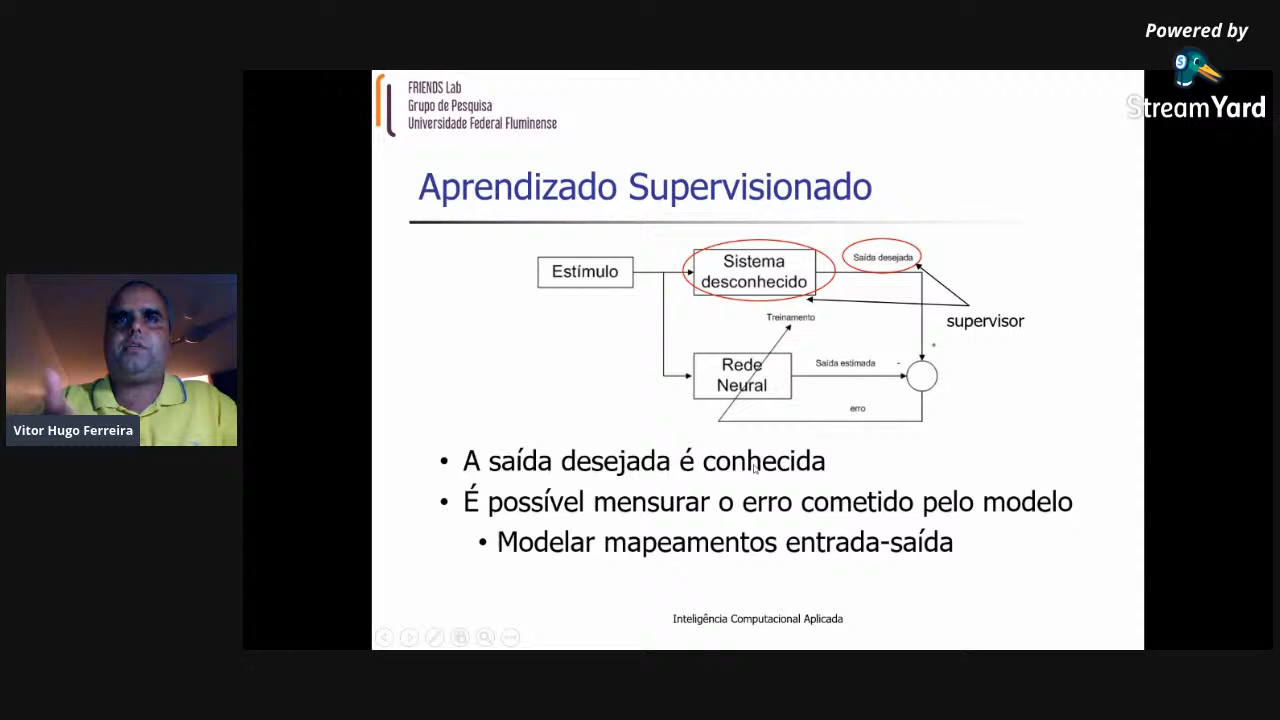 Powered by
StreamYard
FRIENDS Lab
Grupo de Pesquisa
Universidade Federal Fluminense
Aprendizado Supervisionado
Estímulo
Sistema
desconhecido
Saída desejada
Treinamento
supervisor
+
Rede
Neural
Saída estimada
-
erro
Vitor Hugo Ferreira
• A saída desejada é conhecida
• É possível mensurar o erro cometido pelo modelo
• Modelar mapeamentos entrada-saída
Inteligência Computacional Aplicada